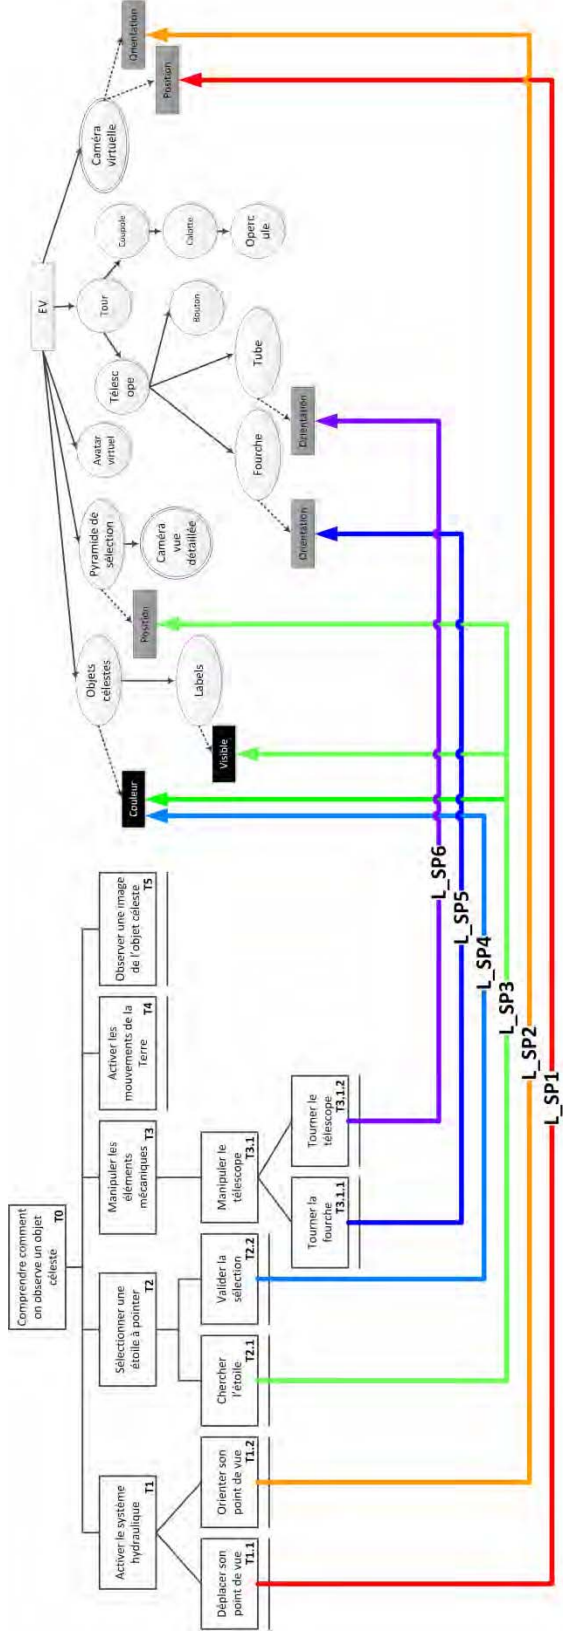 Comprendre comment
on observe un objet
céleste
T0
Activer le système
hydraulique
T1
Sélectionner une
étoile à pointer
T2
Manipuler les
éléments
mécaniques
T3
Activer les
mouvements de la
Terre
T4
Observer une image
de l'objet céleste
T5
Déplacer son
point de vue
T1.1
Orienter son
point de vue
T1.2
Chercher
l'étoile
T2.1
Valider la
sélection
T2.2
Manipuler le
télescope
T3.1
Tourner la
fourche
T3.1.1
Tourner le
télescope
T3.1.2
EV
Objets
célestes
Pyramide de
sélection
Avatar
virtuel
Tour
Caméra
virtuelle
Couleur
Labels
Visible
Position
Caméra
vue
détaillée
Télesc
ope
Coupole
Calotte
Operc
ule
Bouton
Fourche
Tube
Orientation
Orientation
Orientation
Position
L_SP6
L_SP5
L_SP4
L_SP3
L_SP2
L_SP1